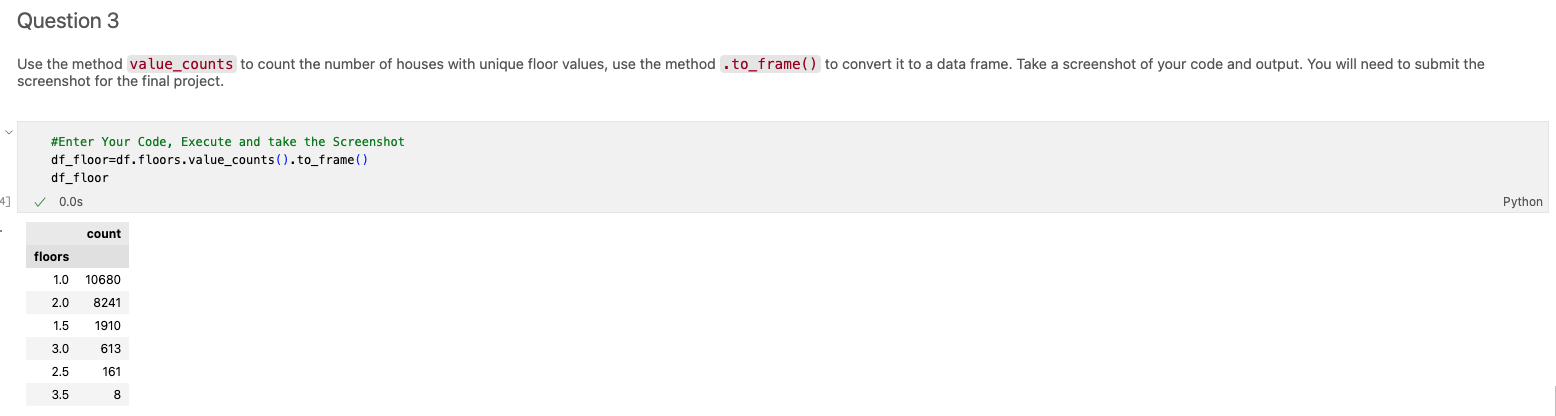 Question 3
Use the method value_counts to count the number of houses with unique floor values, use the method .to_frame() to convert it to a data frame. Take a screenshot of your code and output. You will need to submit the
screenshot for the final project.
#Enter Your Code, Execute and take the Screenshot
df_floor=df.floors.value_counts().to_frame()
df_floor
4] 0.0s Python
count
floors
1.0 10680
2.0 8241
1.5 1910
3.0 613
2.5 161
3.5 8